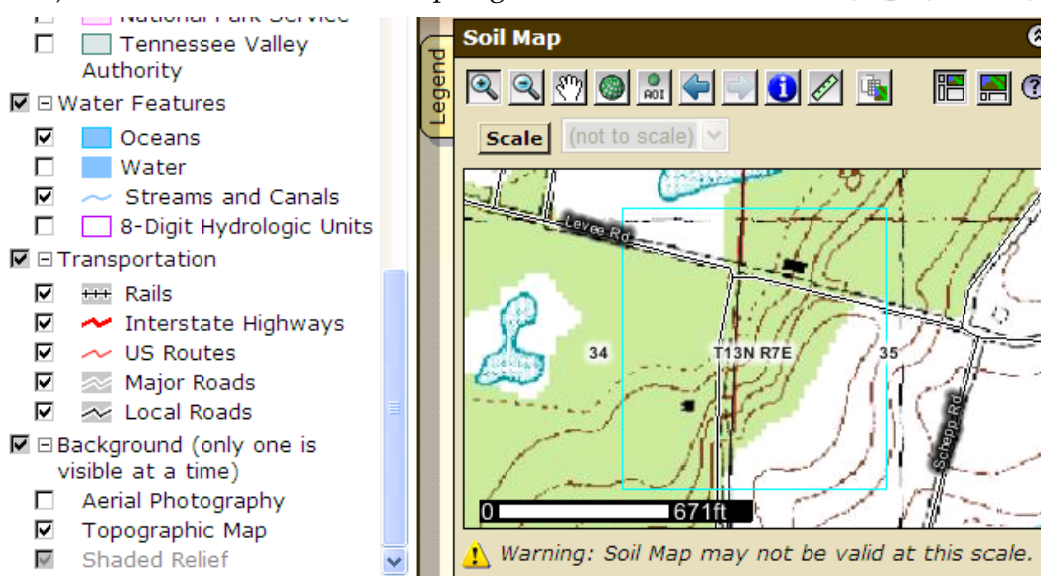 National Park Service
Tennessee Valley
Authority
Water Features
Oceans
Water
Streams and Canals
8-Digit Hydrologic Units
Transportation
Rails
Interstate Highways
US Routes
Major Roads
Local Roads
Background (only one is
visible at a time)
Aerial Photography
Topographic Map
Shaded Relief
Legend
Soil Map
AOI
Scale
(not to scale)
Levee Rd
34
T13N R7E
35
Schepp Rd
0 671ft
Warning: Soil Map may not be valid at this scale.